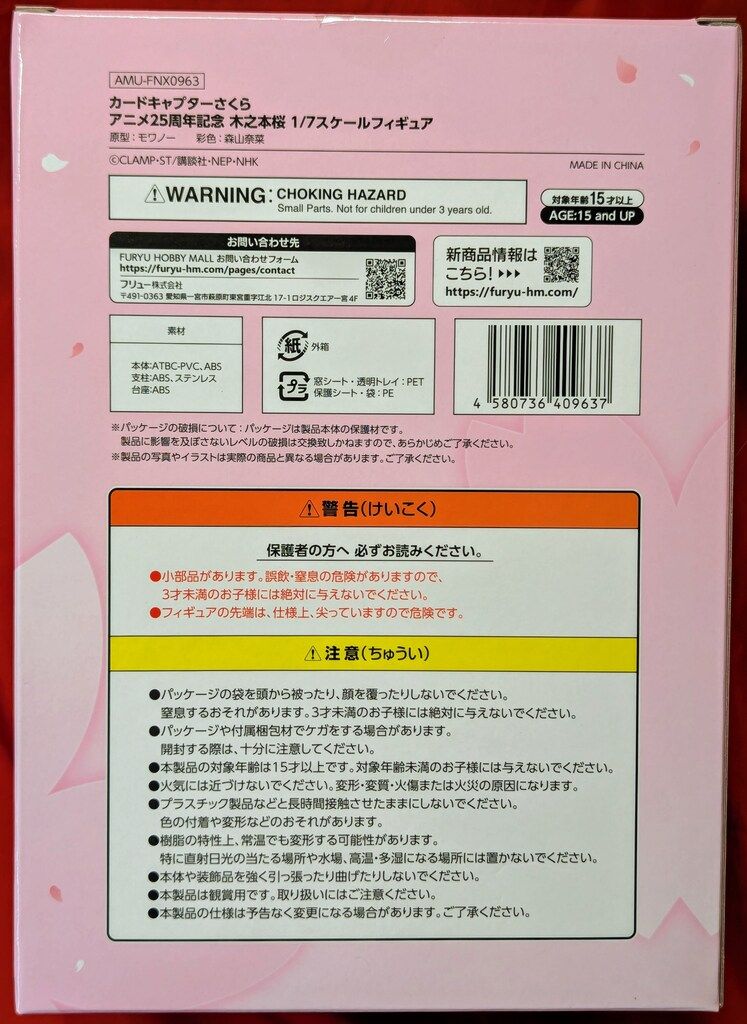 AMU-FNX0963
カードキャプターさくら
アニメ25周年記念 木之本桜 1/7スケールフィギュア
原型：モワノー　彩色：森山奈菜
©CLAMP・ST/講談社・NEP・NHK
MADE IN CHINA
⚠WARNING: CHOKING HAZARD
Small Parts. Not for children under 3 years old.
対象年齢15才以上
AGE:15 and UP
お問い合わせ先
FURYU HOBBY MALL お問い合わせフォーム
https://furyu-hm.com/pages/contact
フリュー株式会社
〒491-0363 愛知県一宮市萩原町東宮重字江北 17-1ロジスクエアー宮 4F
新商品情報は
こちら! ▸▸▸
https://furyu-hm.com/
素材
本体:ATBC-PVC、ABS
支柱:ABS、ステンレス
台座:ABS
紙 外箱
プラ 窓シート・透明トレイ：PET
保護シート・袋：PE
4 580736 409637
※パッケージの破損について：パッケージは製品本体の保護材です。
製品に影響を及ぼさないレベルの破損は交換致しかねますので、あらかじめご了承ください。
※製品の写真やイラストは実際の商品と異なる場合があります。ご了承ください。
⚠警告(けいこく)
保護者の方へ 必ずお読みください。
●小部品があります。誤飲・窒息の危険がありますので、
3才未満のお子様には絶対に与えないでください。
●フィギュアの先端は、仕様上、尖っていますので危険です。
⚠注意(ちゅうい)
●パッケージの袋を頭から被ったり、顔を覆ったりしないでください。
窒息するおそれがあります。3才未満のお子様には絶対に与えないでください。
●パッケージや付属梱包材でケガをする場合があります。
開封する際は、十分に注意してください。
●本製品の対象年齢は15才以上です。対象年齢未満のお子様には与えないでください。
●火気には近づけないでください。変形・変質・火傷または火災の原因になります。
●プラスチック製品などと長時間接触させたままにしないでください。
色の付着や変形などのおそれがあります。
●樹脂の特性上、常温でも変形する可能性があります。
特に直射日光の当たる場所や水場、高温・多湿になる場所には置かないでください。
●本体や装飾品を強く引っ張ったり曲げたりしないでください。
●本製品は観賞用です。取り扱いにはご注意ください。
●本製品の仕様は予告なく変更になる場合があります。ご了承ください。